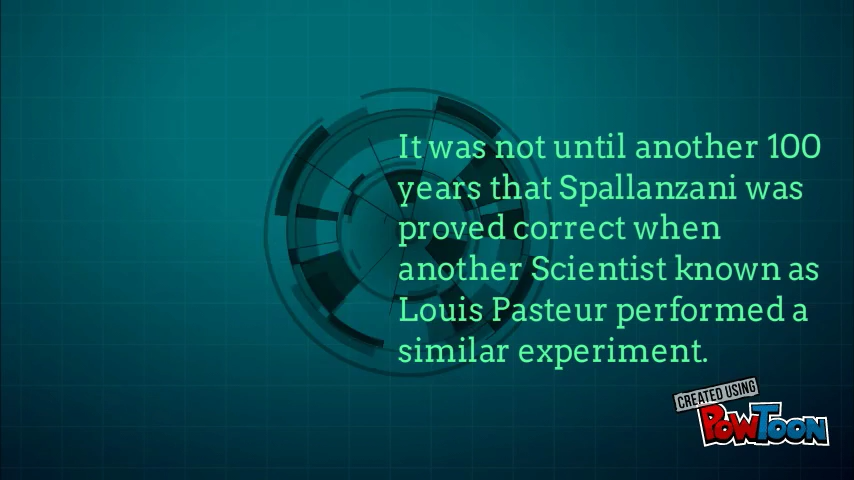 It was not until another 100
years that Spallanzani was
proved correct when
another Scientist known as
Louis Pasteur performed a
similar experiment.
CREATED USING
POWTOON